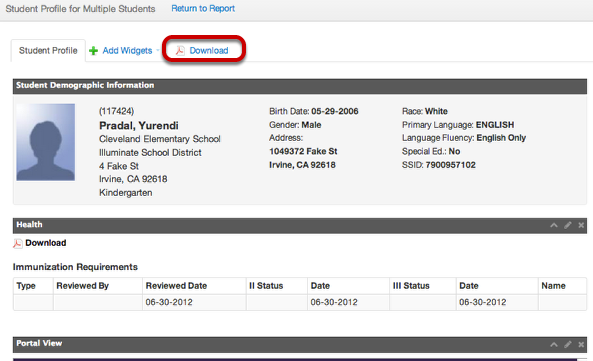 Student Profile for Multiple Students Return to Report
Student Profile Add Widgets Download
Student Demographic Information
(117424)
Pradal, Yurendi
Cleveland Elementary School
Illuminate School District
4 Fake St
Irvine, CA 92618
Kindergarten
Birth Date: 05-29-2006
Gender: Male
Address:
1049372 Fake St
Irvine, CA 92618
Race: White
Primary Language: ENGLISH
Language Fluency: English Only
Special Ed.: No
SSID: 7900957102
Health
Download
Immunization Requirements
Type Reviewed By Reviewed Date II Status Date III Status Date Name
06-30-2012 06-30-2012 06-30-2012
Portal View